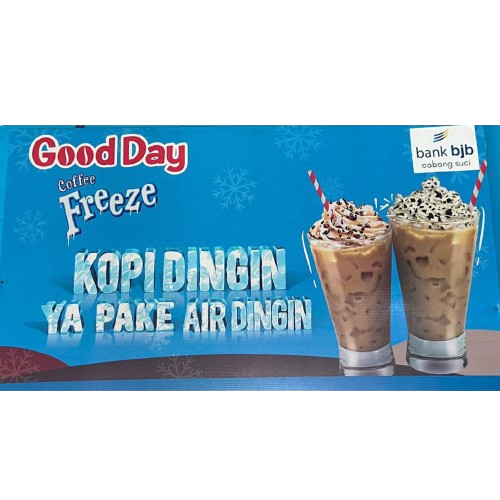 Good Day
Coffee
Freeze
bank bjb
cabang suci
KOPI DINGIN
YA PAKE AIR DINGIN